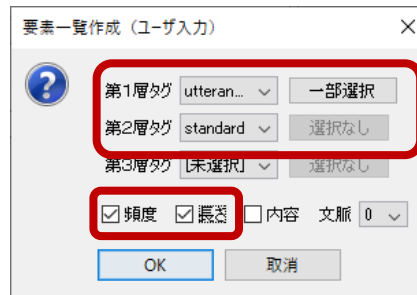 要素一覧作成（ユーザ入力）
第1層タグ utteran... 一部選択
第2層タグ standard 選択なし
第3層タグ [未選択] 選択なし
頻度 長さ 内容 文脈 0
OK 取消